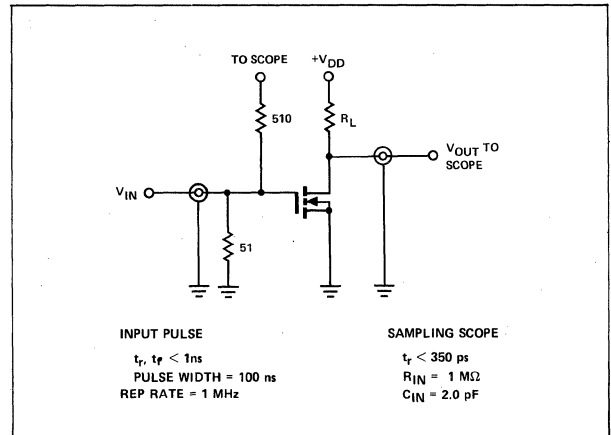 TO SCOPE
+VDD
510
RL
VOUT TO
SCOPE
VIN
51
INPUT PULSE
tr, tf < 1ns
PULSE WIDTH = 100 ns
REP RATE = 1 MHz
SAMPLING SCOPE
tr < 350 ps
RIN = 1 MΩ
CIN = 2.0 pF